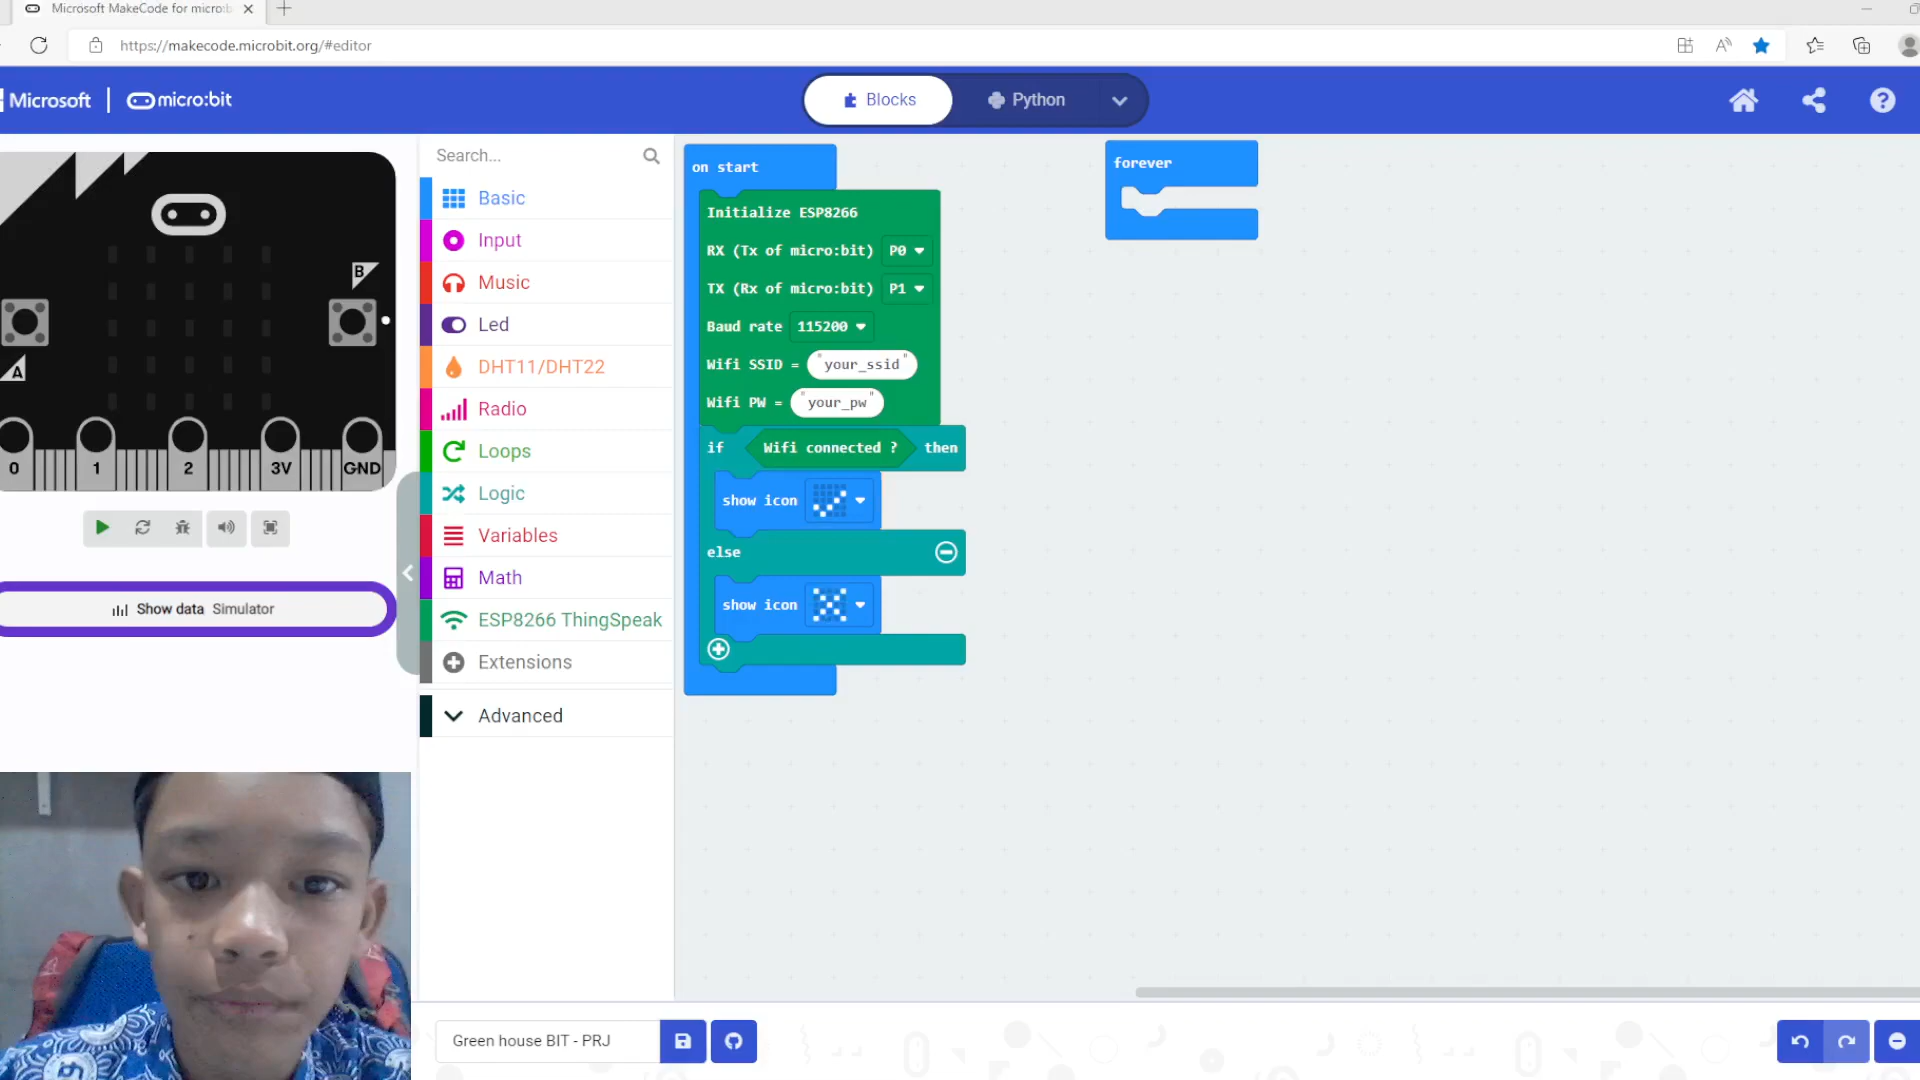 Microsoft MakeCode for micro:b
https://makecode.microbit.org/#editor
Microsoft
micro:bit
Blocks
Python
B
A
0
1
2
3V
GND
Show data Simulator
Search...
Basic
Input
Music
Led
DHT11/DHT22
Radio
Loops
Logic
Variables
Math
ESP8266 ThingSpeak
Extensions
Advanced
on start
Initialize ESP8266
RX (Tx of micro:bit) P0
TX (Rx of micro:bit) P1
Baud rate 115200
Wifi SSID = "your_ssid"
Wifi PW = "your_pw"
if Wifi connected ? then
show icon
else
show icon
forever
Green house BIT - PRJ